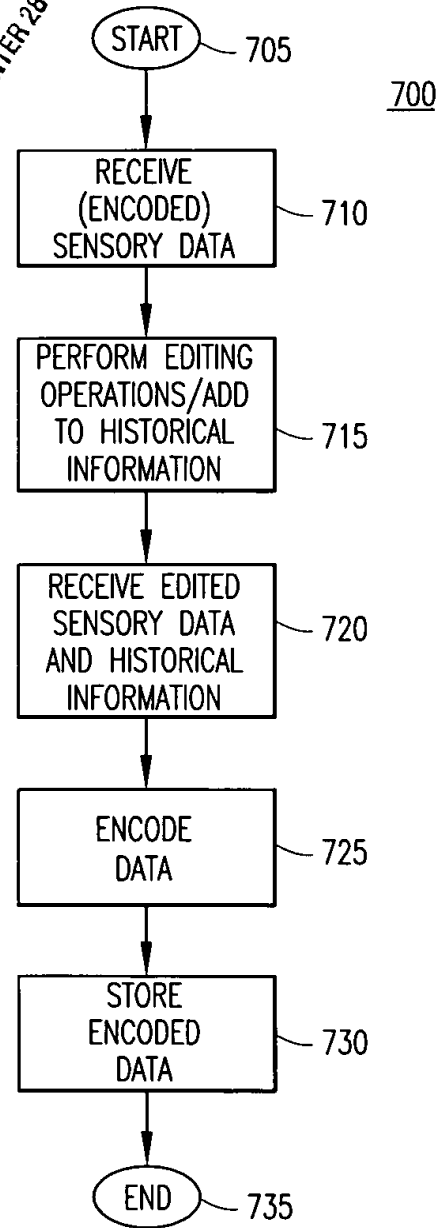 START
705
700
RECEIVE
(ENCODED)
SENSORY DATA
710
PERFORM EDITING
OPERATIONS/ADD
TO HISTORICAL
INFORMATION
715
RECEIVE EDITED
SENSORY DATA
AND HISTORICAL
INFORMATION
720
ENCODE
DATA
725
STORE
ENCODED
DATA
730
END
735